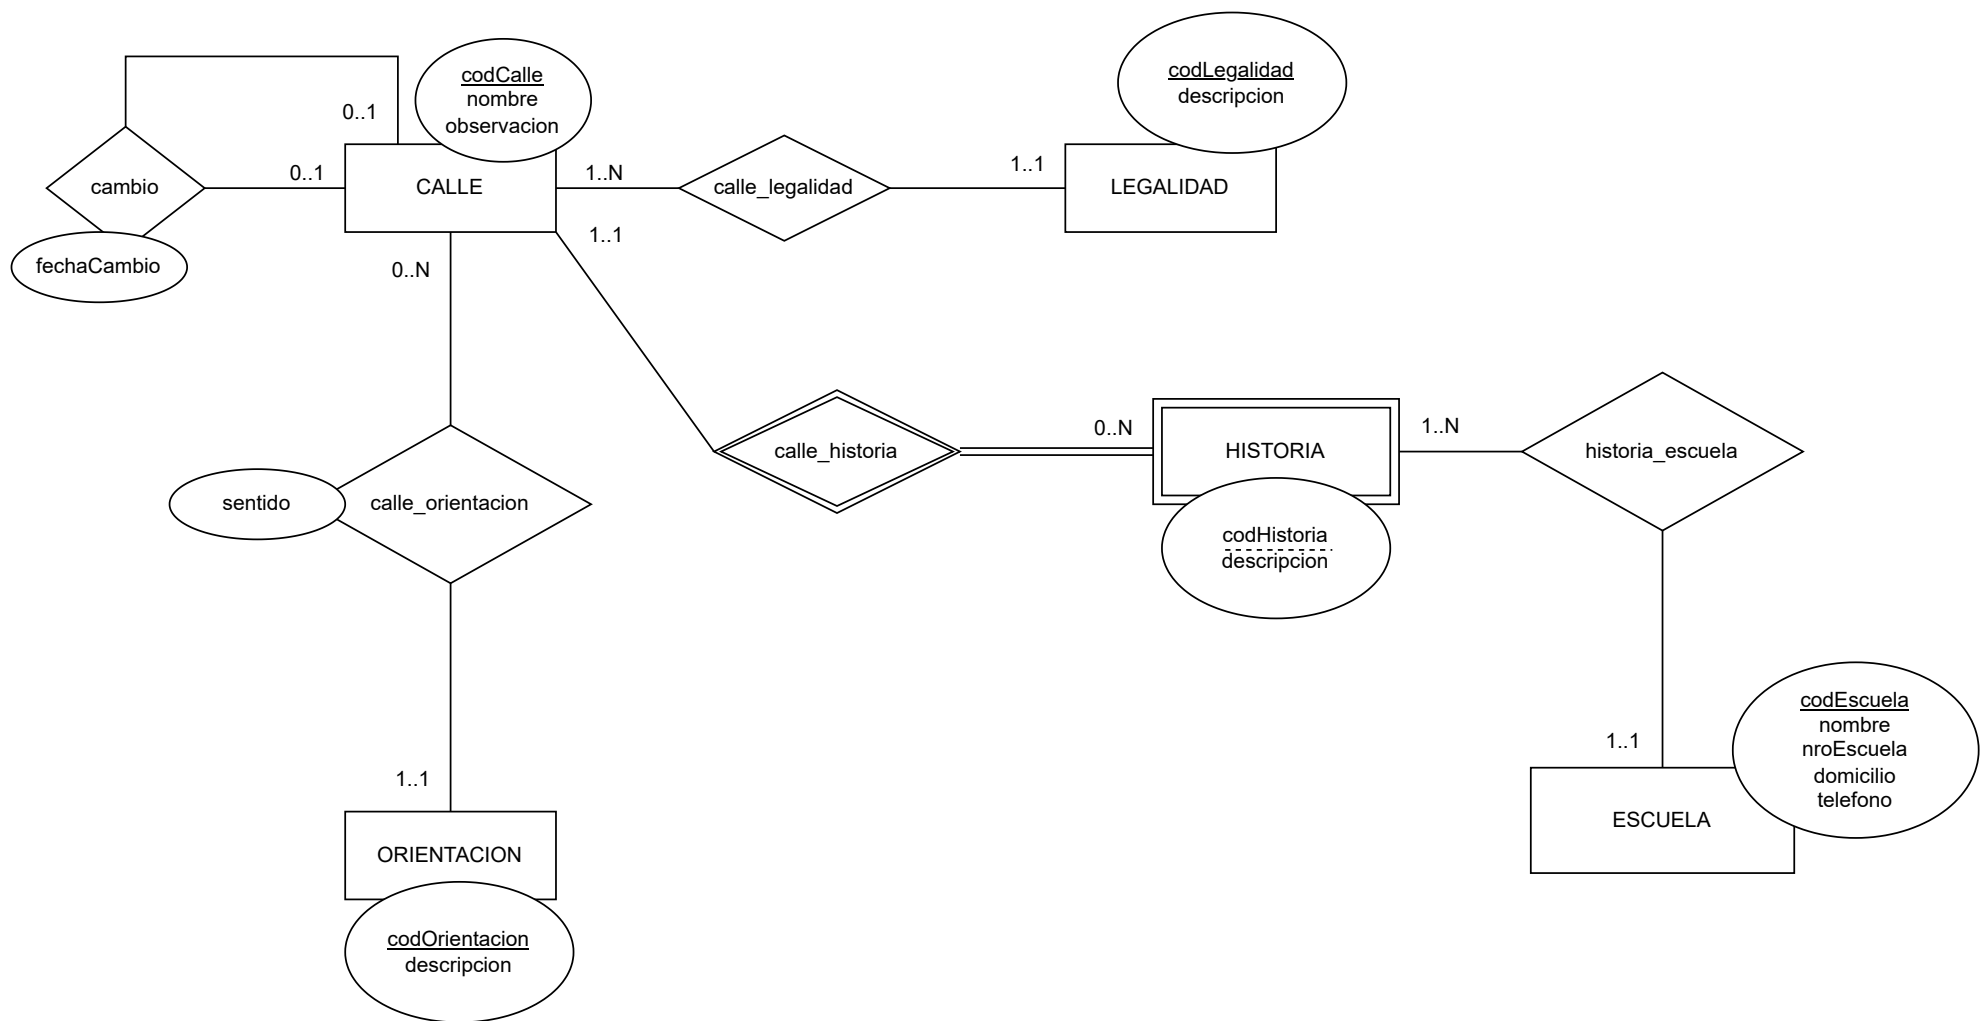 codCalle
nombre
observacion
codLegalidad
descripcion
0..1
cambio
0..1
CALLE
1..N
calle_legalidad
1..1
LEGALIDAD
fechaCambio
1..1
0..N
sentido
calle_orientacion
calle_historia
0..N
HISTORIA
1..N
historia_escuela
codHistoria
descripcion
1..1
ORIENTACION
codOrientacion
descripcion
1..1
ESCUELA
codEscuela
nombre
nroEscuela
domicilio
telefono